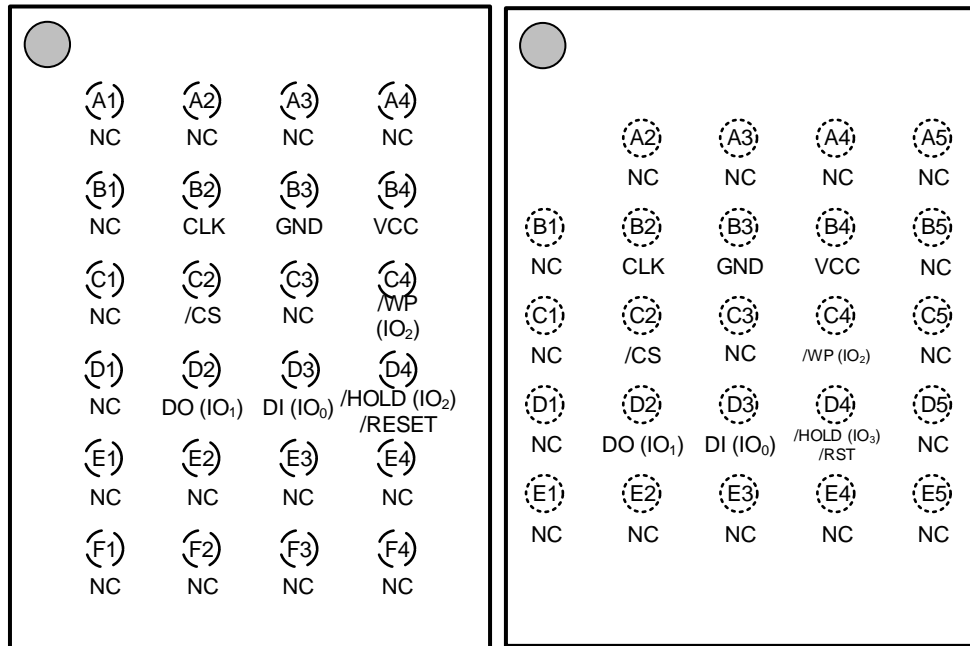 A1 A2 A3 A4
NC NC NC NC
B1 B2 B3 B4
NC CLK GND VCC
C1 C2 C3 C4
NC /CS NC /WP
(IO₂)
D1 D2 D3 D4
NC DO (IO₁) DI (IO₀) /HOLD (IO₂)
/RESET
E1 E2 E3 E4
NC NC NC NC
F1 F2 F3 F4
NC NC NC NC
A2 A3 A4 A5
NC NC NC NC
B1 B2 B3 B4 B5
NC CLK GND VCC NC
C1 C2 C3 C4 C5
NC /CS NC /WP (IO₂) NC
D1 D2 D3 D4 D5
NC DO (IO₁) DI (IO₀) /HOLD (IO₃) NC
/RST
E1 E2 E3 E4 E5
NC NC NC NC NC